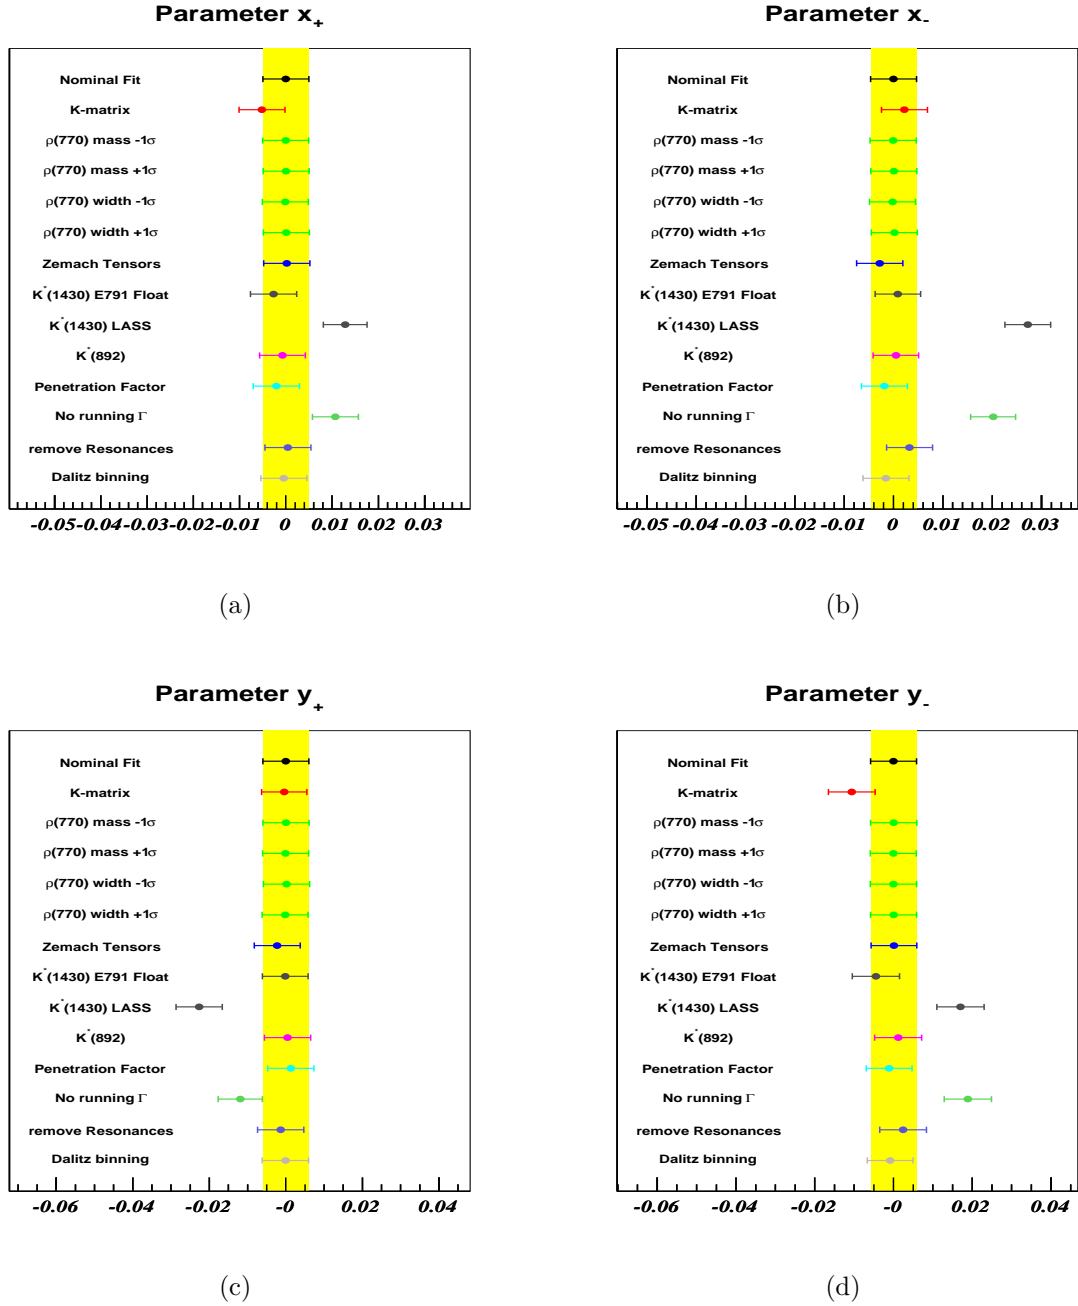 Parameter x₊
Nominal Fit
K-matrix
ρ(770) mass -1σ
ρ(770) mass +1σ
ρ(770) width -1σ
ρ(770) width +1σ
Zemach Tensors
K*(1430) E791 Float
K*(1430) LASS
K*(892)
Penetration Factor
No running Γ
remove Resonances
Dalitz binning
-0.05 -0.04 -0.03 -0.02 -0.01 0 0.01 0.02 0.03
(a)
Parameter x₋
Nominal Fit
K-matrix
ρ(770) mass -1σ
ρ(770) mass +1σ
ρ(770) width -1σ
ρ(770) width +1σ
Zemach Tensors
K*(1430) E791 Float
K*(1430) LASS
K*(892)
Penetration Factor
No running Γ
remove Resonances
Dalitz binning
-0.05 -0.04 -0.03 -0.02 -0.01 0 0.01 0.02 0.03
(b)
Parameter y₊
Nominal Fit
K-matrix
ρ(770) mass -1σ
ρ(770) mass +1σ
ρ(770) width -1σ
ρ(770) width +1σ
Zemach Tensors
K*(1430) E791 Float
K*(1430) LASS
K*(892)
Penetration Factor
No running Γ
remove Resonances
Dalitz binning
-0.06 -0.04 -0.02 -0 0.02 0.04
(c)
Parameter y₋
Nominal Fit
K-matrix
ρ(770) mass -1σ
ρ(770) mass +1σ
ρ(770) width -1σ
ρ(770) width +1σ
Zemach Tensors
K*(1430) E791 Float
K*(1430) LASS
K*(892)
Penetration Factor
No running Γ
remove Resonances
Dalitz binning
-0.06 -0.04 -0.02 -0 0.02 0.04
(d)